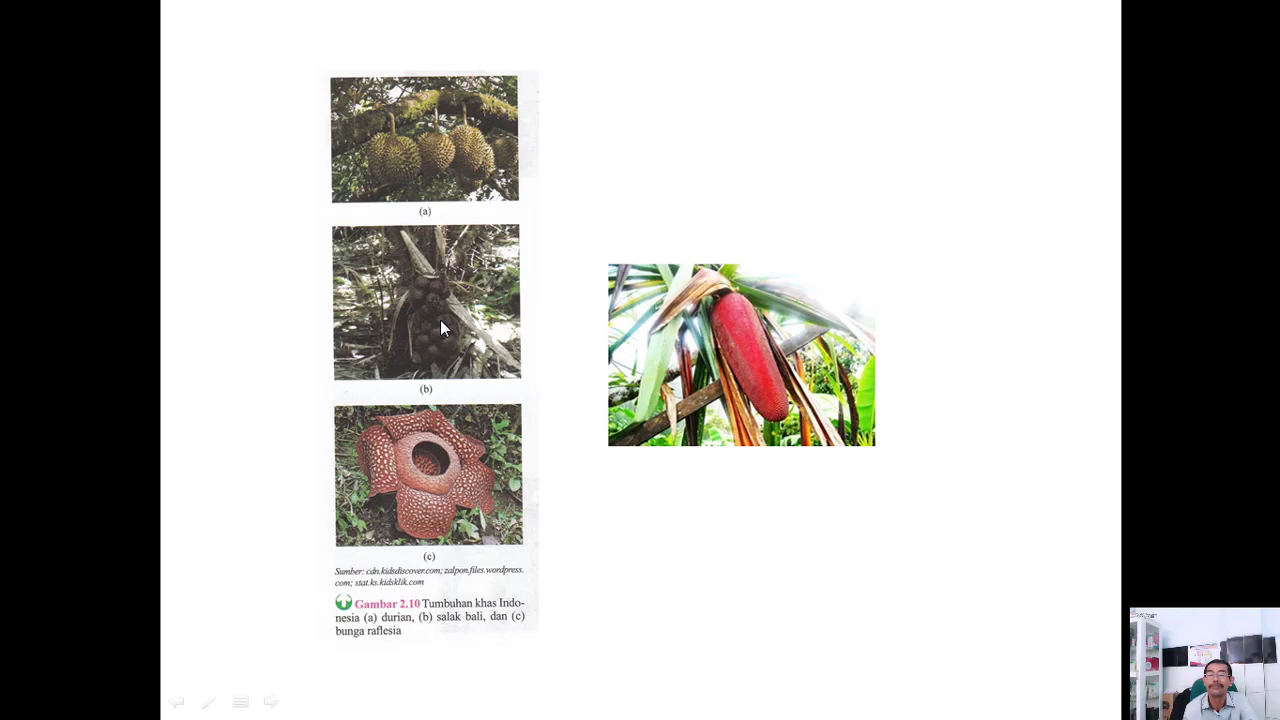 (a)
(b)
(c)
Sumber: cdn.kidsdiscover.com; zalpon.files.wordpress.
com; stat.ks.kidsklik.com
Gambar 2.10 Tumbuhan khas Indo-
nesia (a) durian, (b) salak bali, dan (c)
bunga raflesia